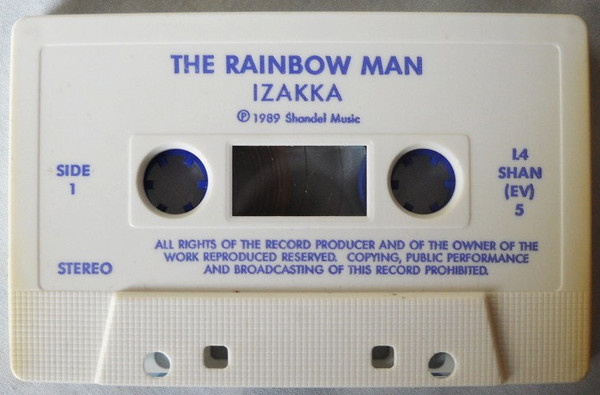 THE RAINBOW MAN
IZAKKA
℗ 1989 Shandel Music
SIDE
1
L4
SHAN
(EV)
5
STEREO
ALL RIGHTS OF THE RECORD PRODUCER AND OF THE OWNER OF THE
WORK REPRODUCED RESERVED. COPYING, PUBLIC PERFORMANCE
AND BROADCASTING OF THIS RECORD PROHIBITED.